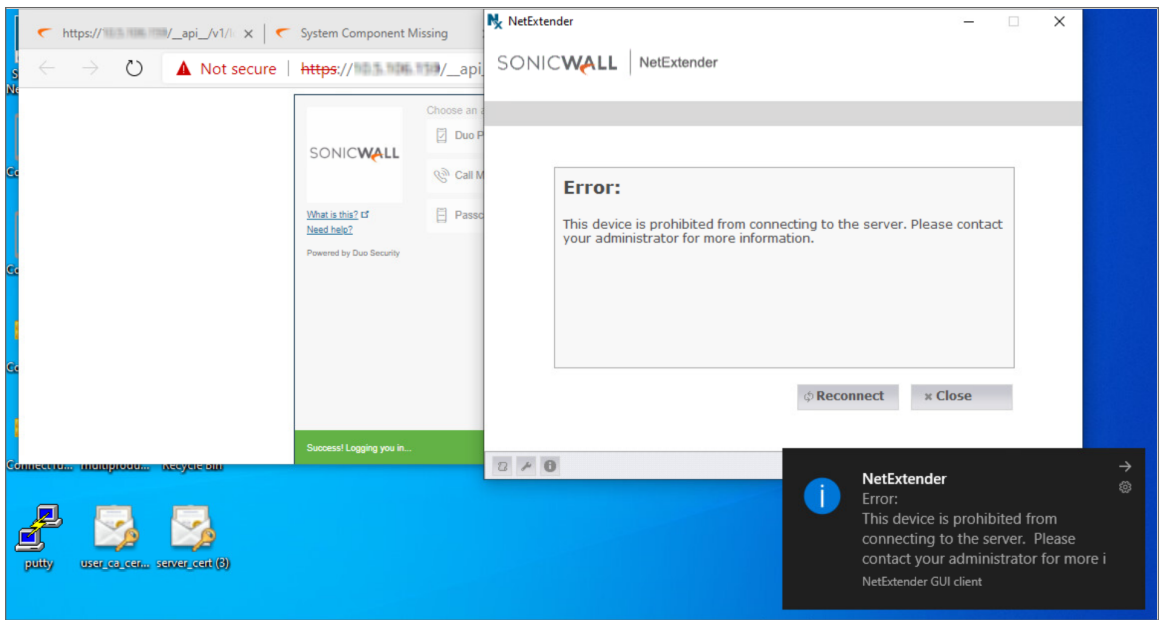 https:// /__api__/v1/
System Component Missing
Not secure
https:// /__api_
SONICWALL
Choose an a
Duo P
Call M
Passc
What is this?
Need help?
Powered by Duo Security
Success! Logging you in...
NetExtender
SONICWALL
NetExtender
Error:
This device is prohibited from connecting to the server. Please contact
your administrator for more information.
Reconnect
Close
NetExtender
Error:
This device is prohibited from
connecting to the server. Please
contact your administrator for more i
NetExtender GUI client
Recycle Bin
putty
user_ca_cer...
server_cert (3)